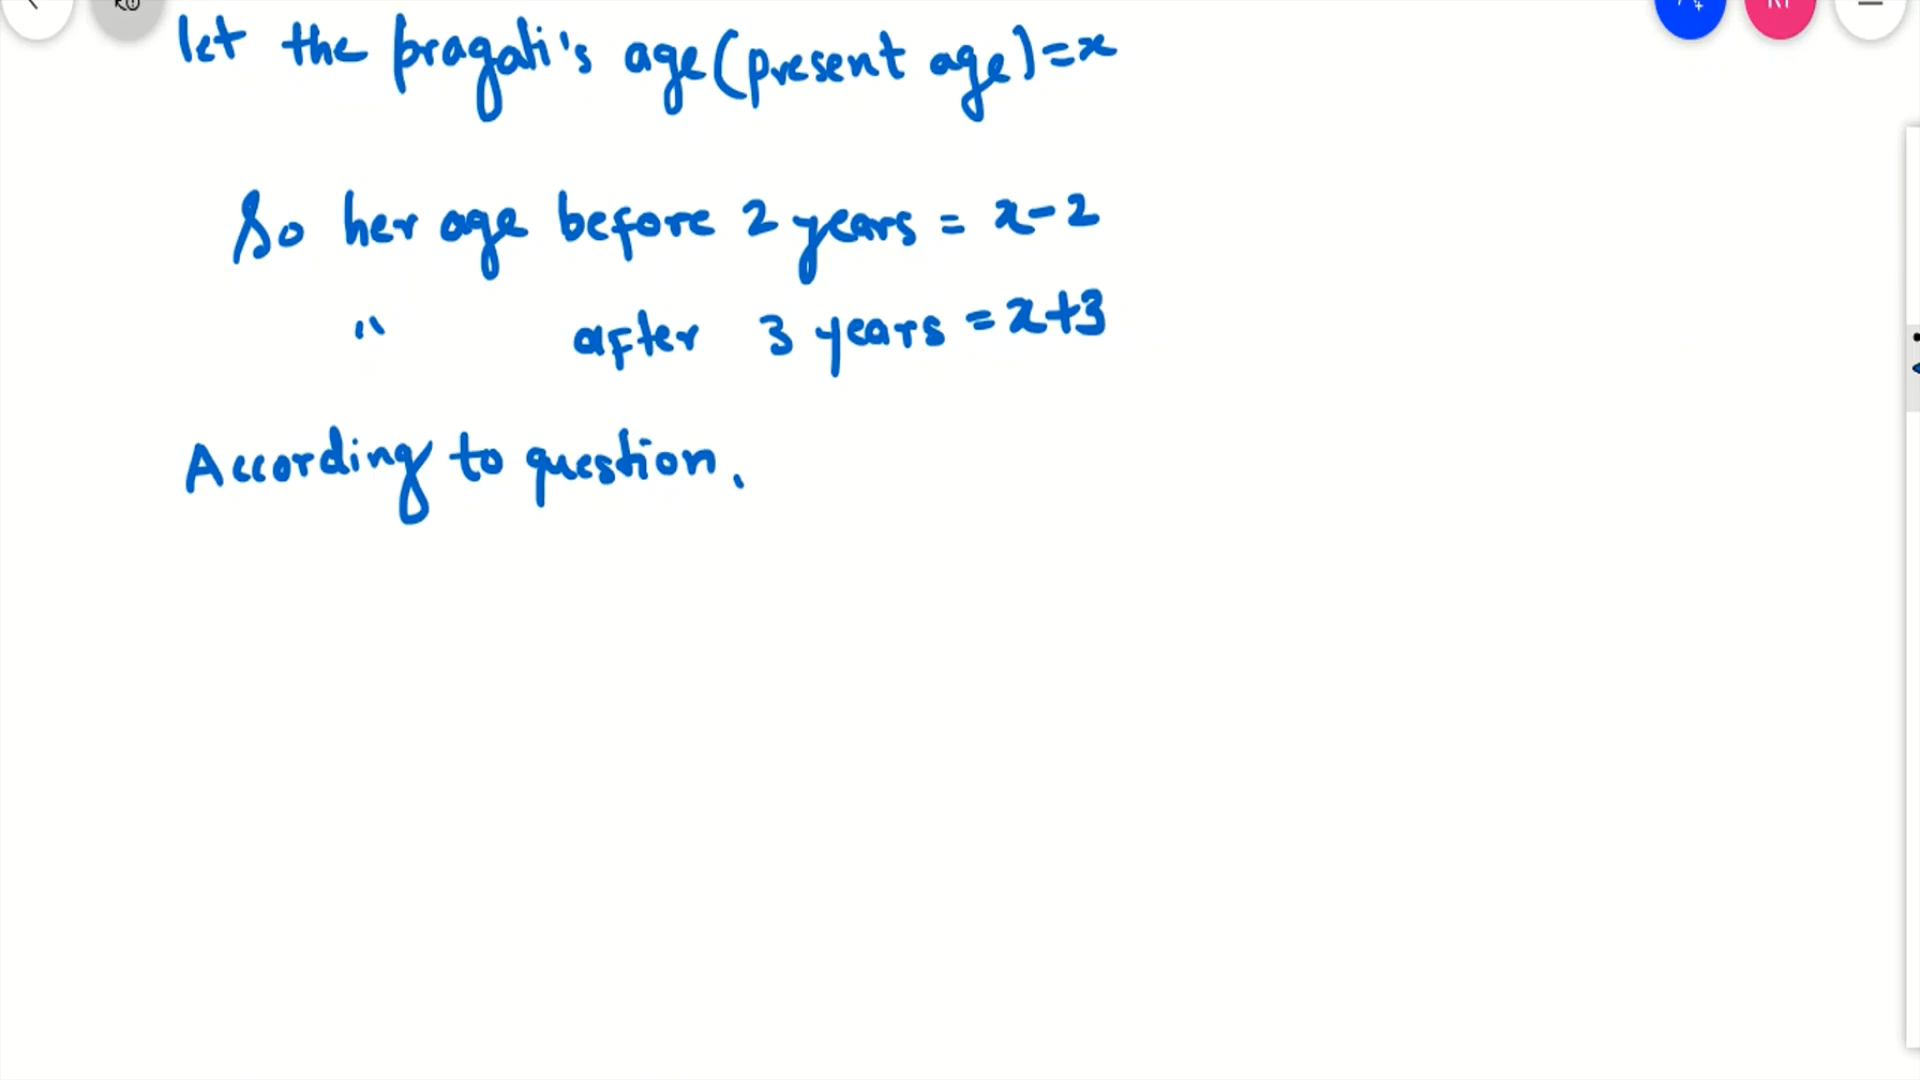 let the pragati's age (present age) = x
So her age before 2 years = x-2
" after 3 years = x+3
According to question,